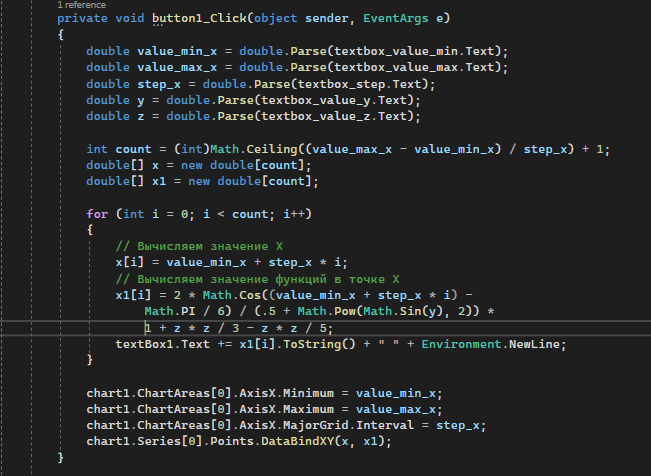 1 reference
private void button1_Click(object sender, EventArgs e)
{
double value_min_x = double.Parse(textbox_value_min.Text);
double value_max_x = double.Parse(textbox_value_max.Text);
double step_x = double.Parse(textbox_step.Text);
double y = double.Parse(textbox_value_y.Text);
double z = double.Parse(textbox_value_z.Text);
int count = (int)Math.Ceiling((value_max_x - value_min_x) / step_x) + 1;
double[] x = new double[count];
double[] x1 = new double[count];
for (int i = 0; i < count; i++)
{
// Вычисляем значение X
x[i] = value_min_x + step_x * i;
// Вычисляем значение функций в точке X
x1[i] = 2 * Math.Cos((value_min_x + step_x * i) -
Math.PI / 6) / (.5 + Math.Pow(Math.Sin(y), 2)) *
1 + z * z / 3 - z * z / 5;
textBox1.Text += x1[i].ToString() + " " + Environment.NewLine;
}
chart1.ChartAreas[0].AxisX.Minimum = value_min_x;
chart1.ChartAreas[0].AxisX.Maximum = value_max_x;
chart1.ChartAreas[0].AxisX.MajorGrid.Interval = step_x;
chart1.Series[0].Points.DataBindXY(x, x1);
}